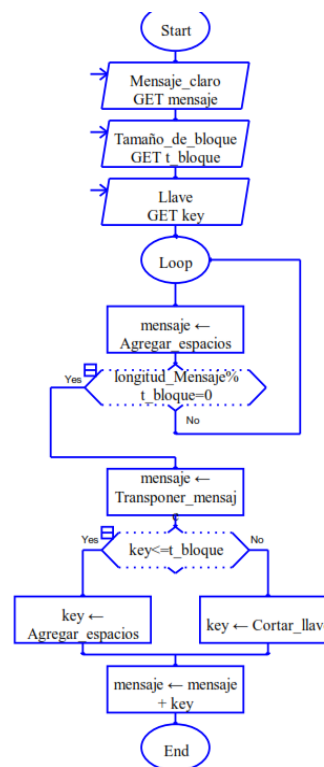 Start
Mensaje_claro
GET mensaje
Tamaño_de_bloque
GET t_bloque
Llave
GET key
Loop
mensaje ←
Agregar_espacios
Yes
longitud_Mensaje%
t_bloque=0
No
mensaje ←
Transponer_mensaj
Yes
key<=t_bloque
No
key ←
Agregar_espacios
key ← Cortar_llave
mensaje ← mensaje
+ key
End